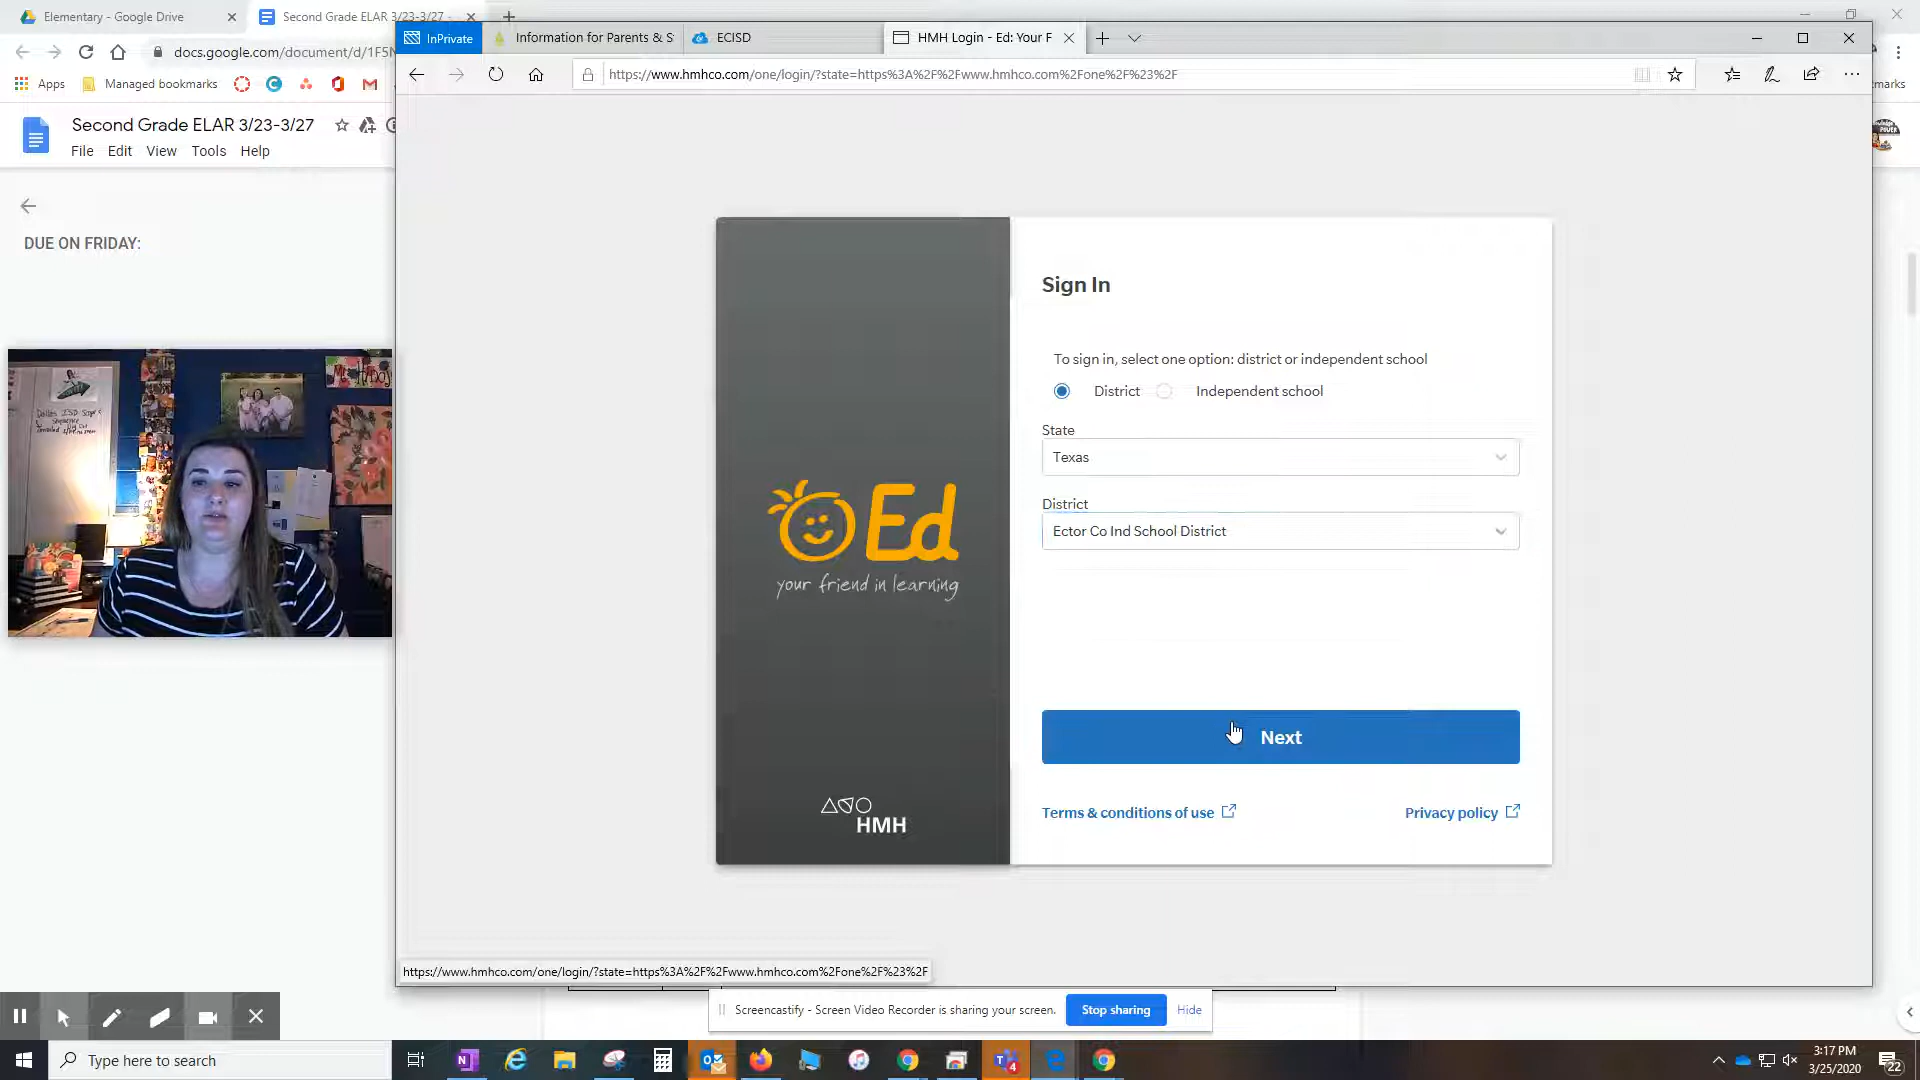 Elementary - Google Drive
Second Grade ELAR 3/23-3/27 -
docs.google.com/document/d/1F5N
Apps
Managed bookmarks
marks
Second Grade ELAR 3/23-3/27
File Edit View Tools Help
DUE ON FRIDAY:
InPrivate
Information for Parents & S
ECISD
HMH Login - Ed: Your F
https://www.hmhco.com/one/login/?state=https%3A%2F%2Fwww.hmhco.com%2Fone%2F%23%2F
Sign In
To sign in, select one option: district or independent school
District
Independent school
State
Texas
District
Ector Co Ind School District
Next
Terms & conditions of use
Privacy policy
Ed
your friend in learning
HMH
https://www.hmhco.com/one/login/?state=https%3A%2F%2Fwww.hmhco.com%2Fone%2F%23%2F
Screencastify - Screen Video Recorder is sharing your screen.
Stop sharing
Hide
Type here to search
4
3:17 PM
3/25/2020
22